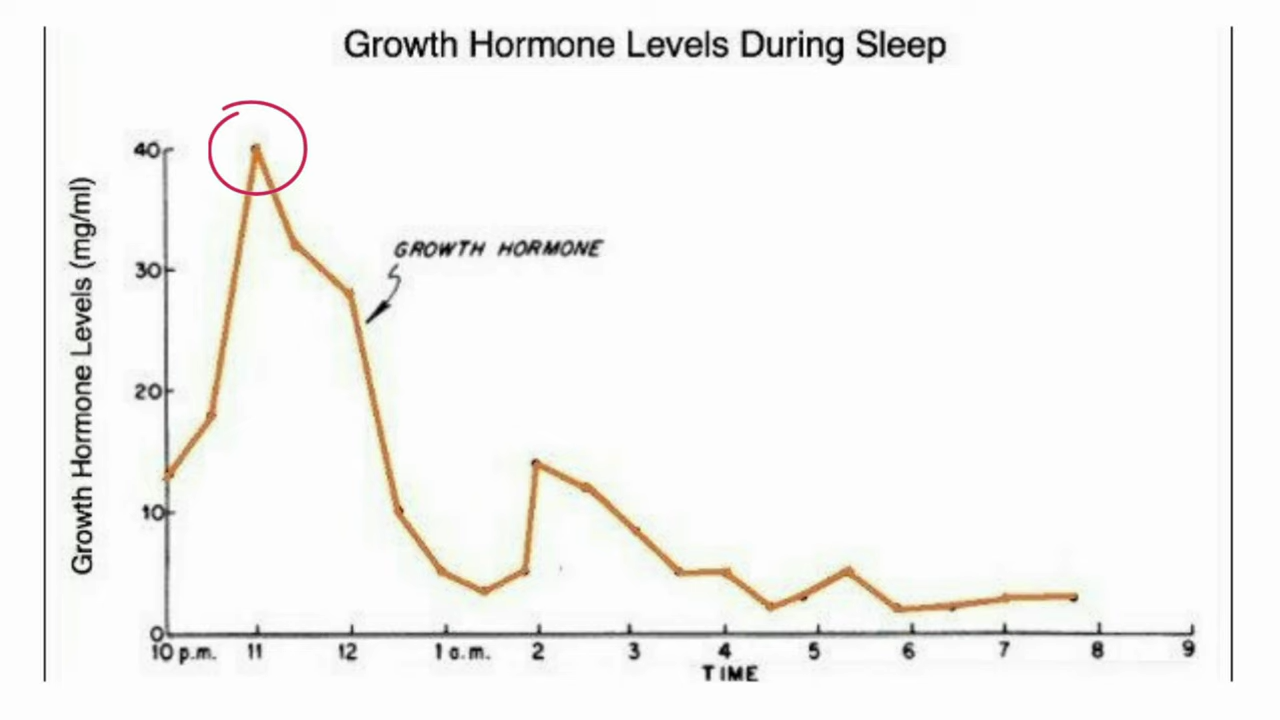 Growth Hormone Levels During Sleep
Growth Hormone Levels (mg/ml)
40
30
20
10
0
GROWTH HORMONE
10 p.m. 11 12 1 a.m. 2 3 4 5 6 7 8 9
TIME